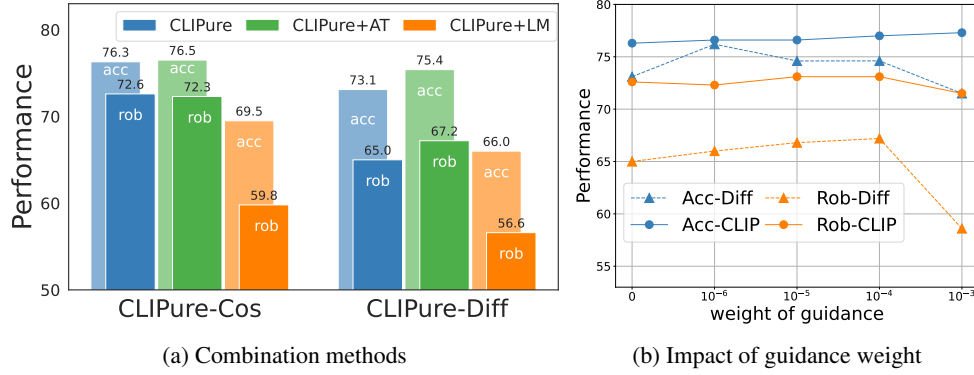 CLIPure CLIPure+AT CLIPure+LM
80
70
60
50
Performance
76.3
acc
72.6
rob
76.5
acc
72.3
rob
69.5
acc
59.8
rob
73.1
acc
65.0
rob
75.4
acc
67.2
rob
66.0
acc
56.6
rob
CLIPure-Cos CLIPure-Diff
(a) Combination methods
80
75
70
65
60
55
Performance
Acc-Diff Rob-Diff
Acc-CLIP Rob-CLIP
0 10⁻⁶ 10⁻⁵ 10⁻⁴ 10⁻³
weight of guidance
(b) Impact of guidance weight